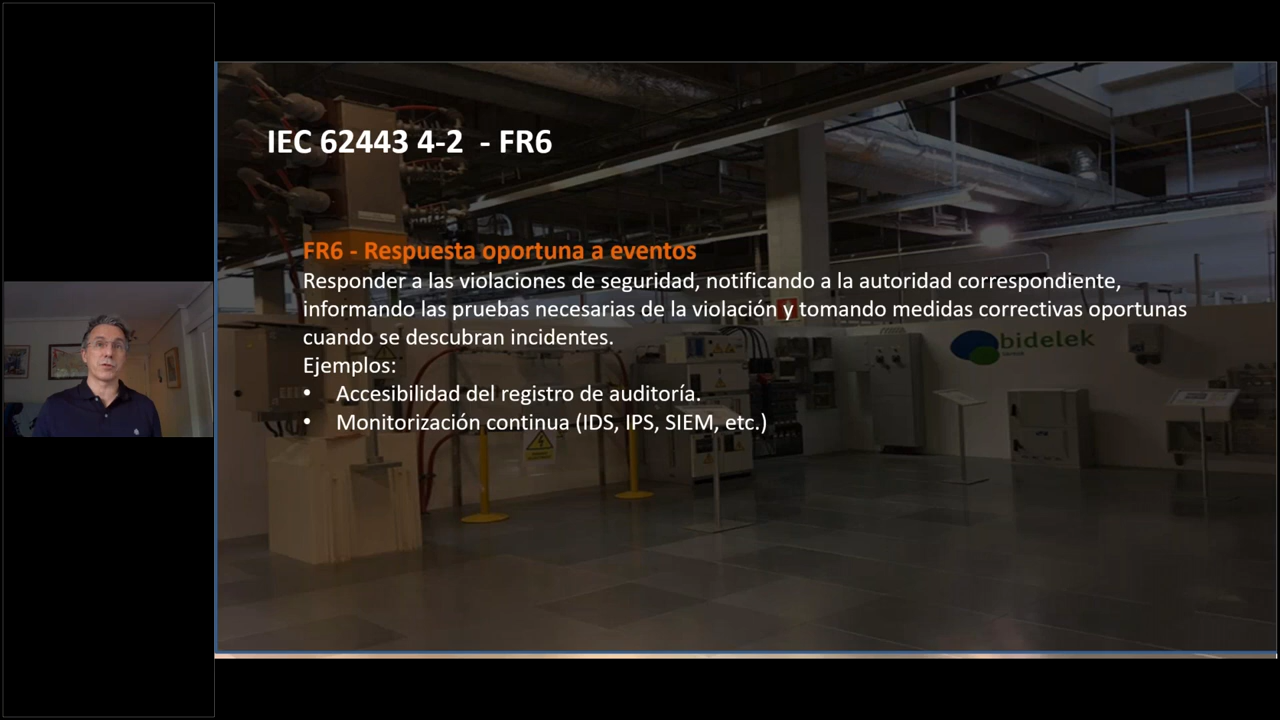 IEC 62443 4-2 - FR6
FR6 - Respuesta oportuna a eventos
Responder a las violaciones de seguridad, notificando a la autoridad correspondiente,
informando las pruebas necesarias de la violación y tomando medidas correctivas oportunas
cuando se descubran incidentes.
Ejemplos:
• Accesibilidad del registro de auditoría.
• Monitorización continua (IDS, IPS, SIEM, etc.)
bidelek